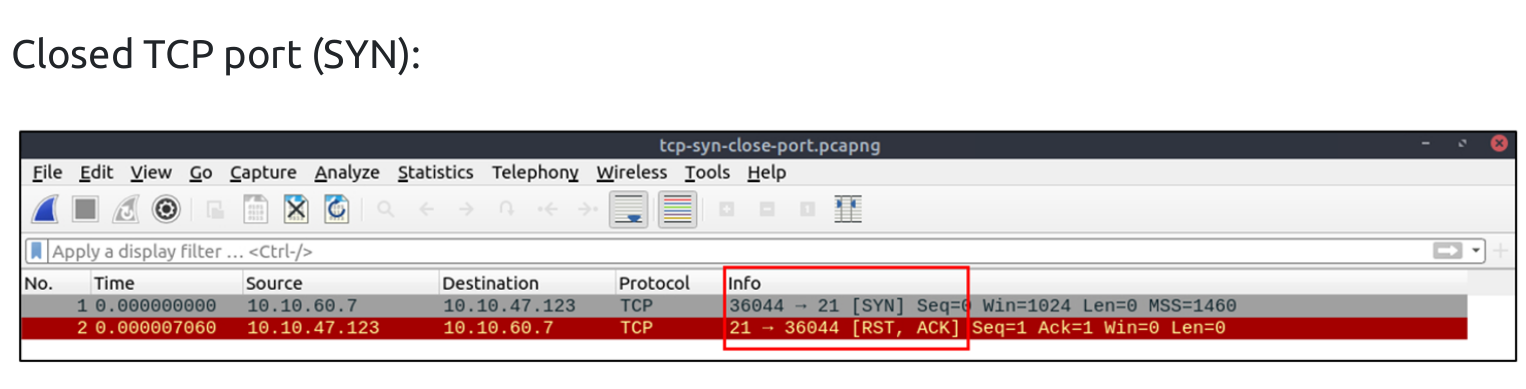 Closed TCP port (SYN):
tcp-syn-close-port.pcapng
File Edit View Go Capture Analyze Statistics Telephony Wireless Tools Help
Apply a display filter … <Ctrl-/>
No. Time Source Destination Protocol Info
1 0.000000000 10.10.60.7 10.10.47.123 TCP 36044 → 21 [SYN] Seq=0 Win=1024 Len=0 MSS=1460
2 0.000007060 10.10.47.123 10.10.60.7 TCP 21 → 36044 [RST, ACK] Seq=1 Ack=1 Win=0 Len=0